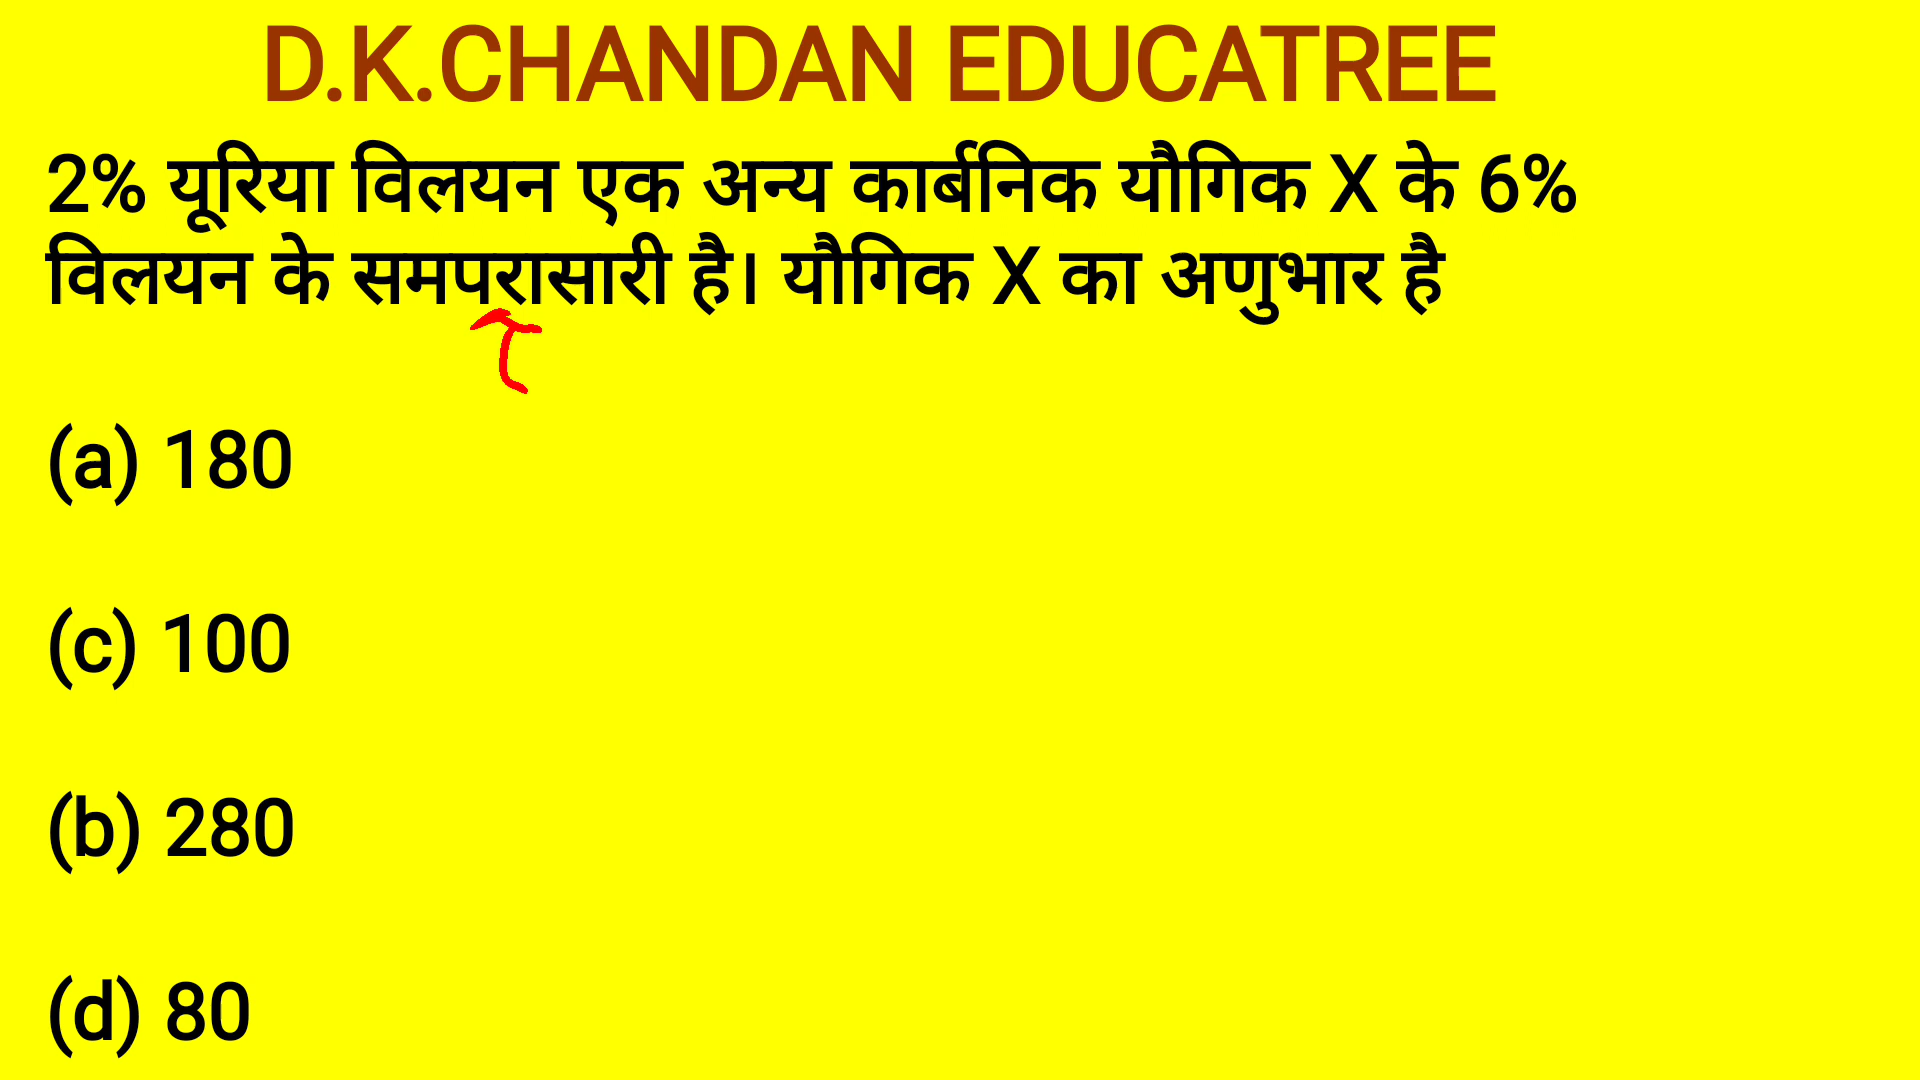 D.K.CHANDAN EDUCATREE
2% यूरिया विलयन एक अन्य कार्बनिक यौगिक X के 6%
विलयन के समपरासारी है। यौगिक X का अणुभार है
(a) 180
(c) 100
(b) 280
(d) 80